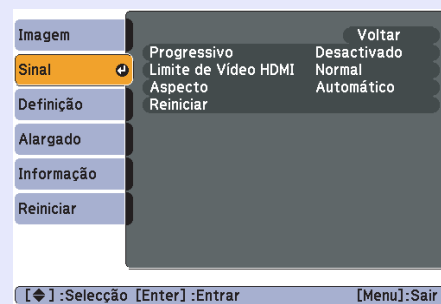 Imagem
Sinal
Definição
Alargado
Informação
Reiniciar
Voltar
Progressivo Desactivado
Limite de Vídeo HDMI Normal
Aspecto Automático
Reiniciar
[ ] :Selecção [Enter] :Entrar [Menu]:Sair